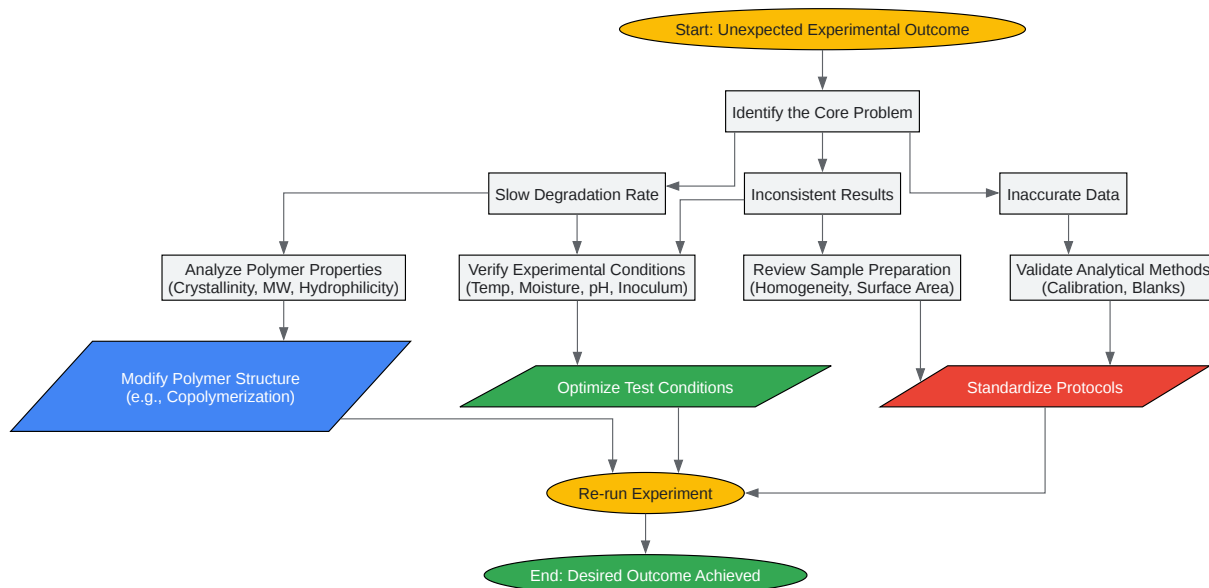 Start: Unexpected Experimental Outcome
Identify the Core Problem
Slow Degradation Rate
Inconsistent Results
Inaccurate Data
Analyze Polymer Properties
(Crystallinity, MW, Hydrophilicity)
Verify Experimental Conditions
(Temp, Moisture, pH, Inoculum)
Review Sample Preparation
(Homogeneity, Surface Area)
Validate Analytical Methods
(Calibration, Blanks)
Modify Polymer Structure
(e.g., Copolymerization)
Optimize Test Conditions
Standardize Protocols
Re-run Experiment
End: Desired Outcome Achieved